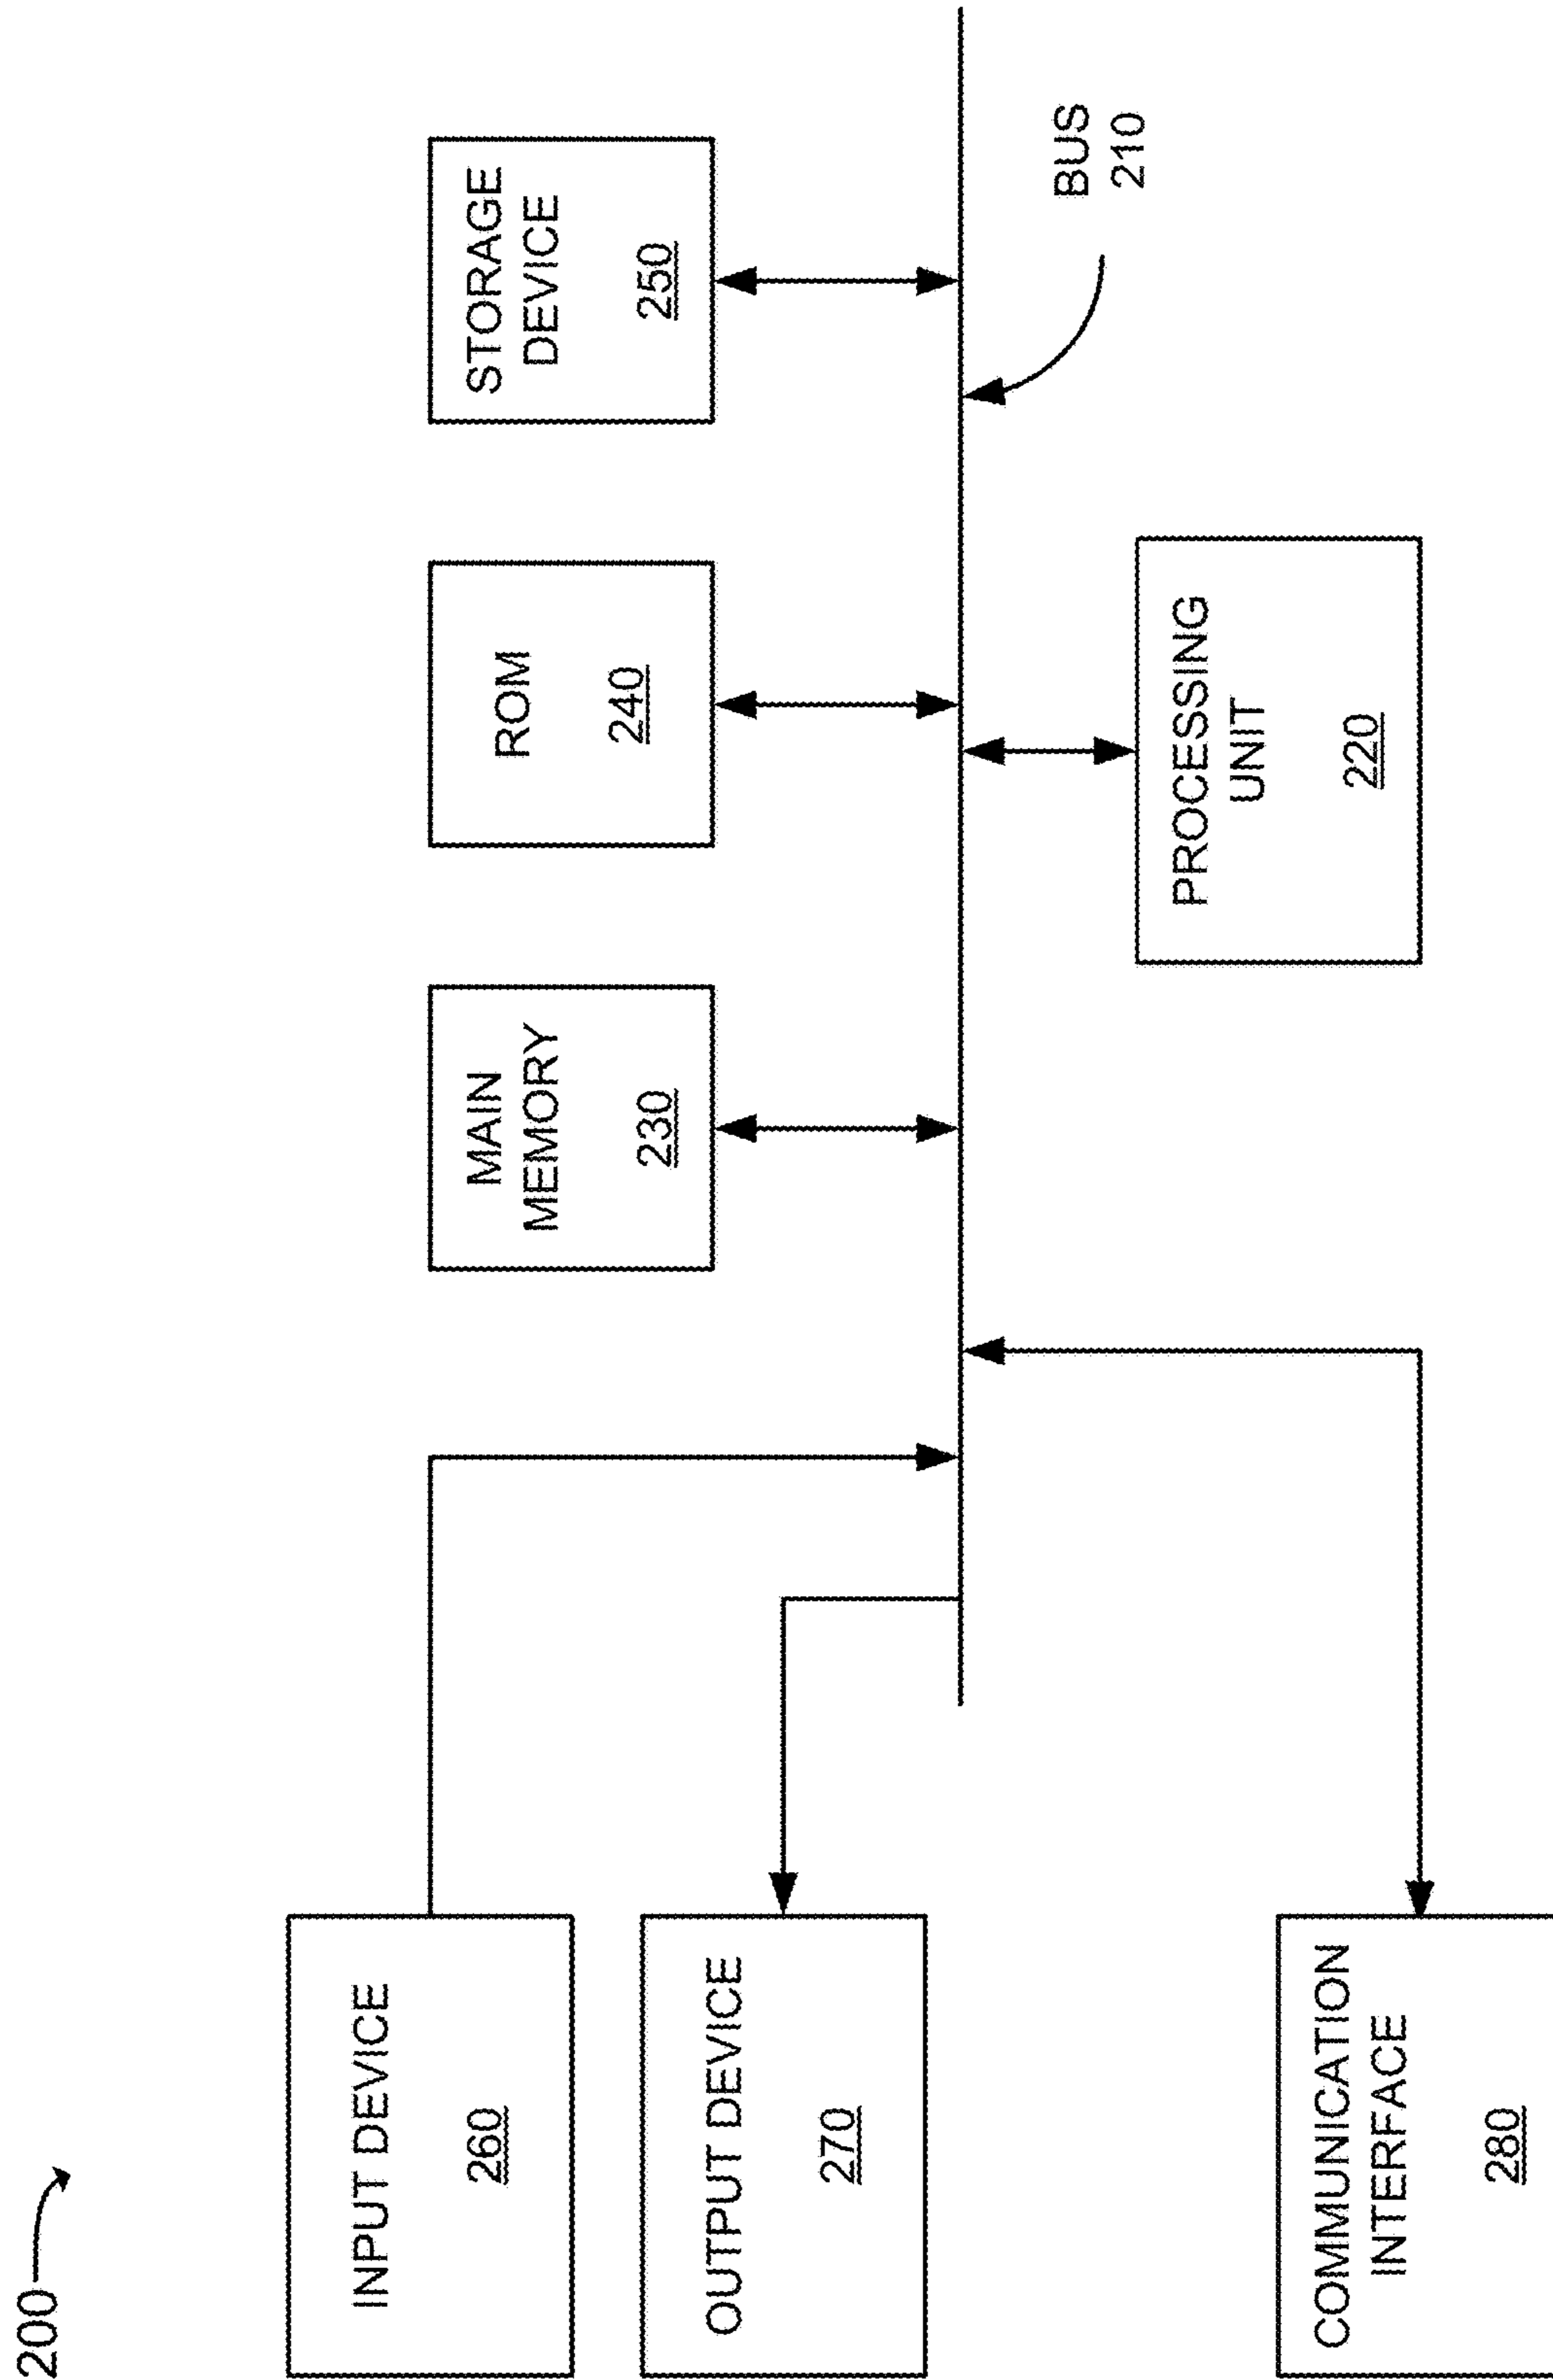 200
INPUT DEVICE
260
OUTPUT DEVICE
270
COMMUNICATION
INTERFACE
280
MAIN
MEMORY
230
ROM
240
STORAGE
DEVICE
250
PROCESSING
UNIT
220
BUS
210